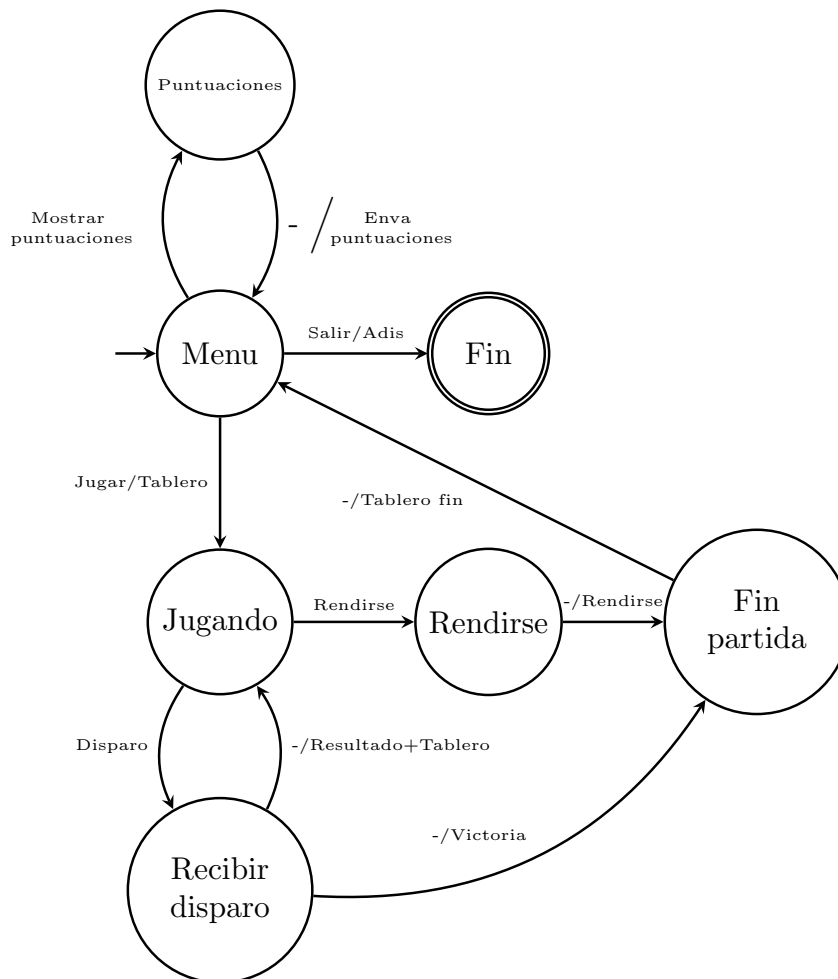 Puntuaciones
Mostrar
puntuaciones
- / Enva
puntuaciones
Menu
Salir/Adis
Fin
Jugar/Tablero
-/Tablero fin
Jugando
Rendirse
Rendirse
-/Rendirse
Fin
partida
Disparo
-/Resultado+Tablero
-/Victoria
Recibir
disparo